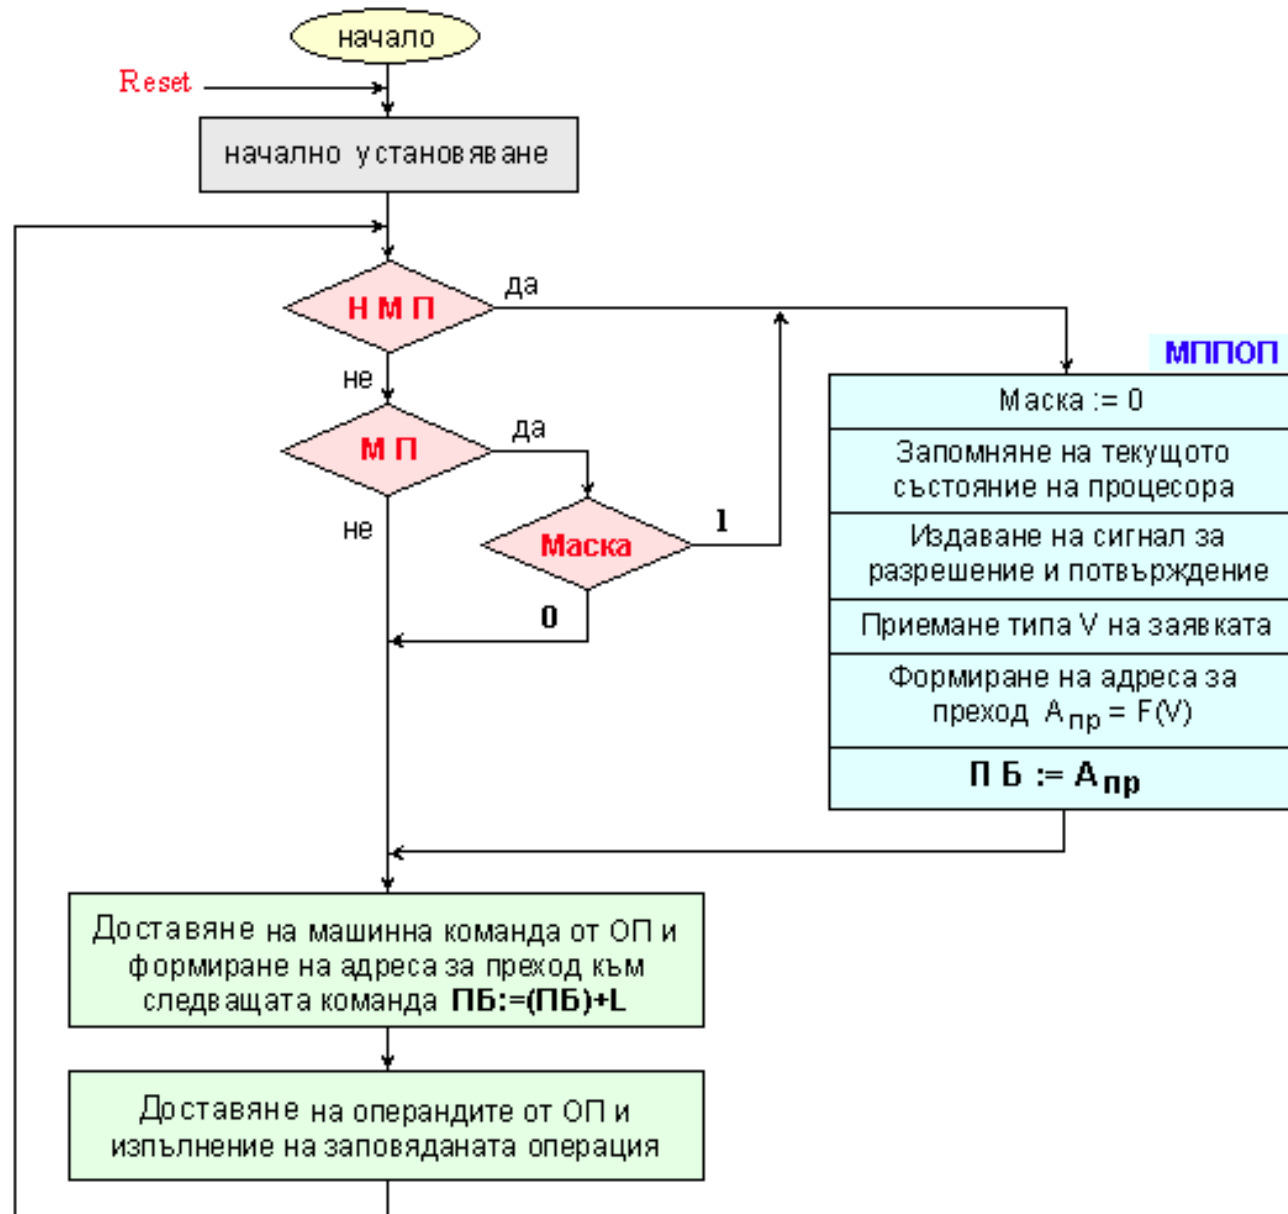 начало
Reset
начално установяване
Н М П
да
не
МППОП
Маска := 0
Запомняне на текущото
състояние на процесора
Издаване на сигнал за
разрешение и потвърждение
Приемане типа V на заявката
Формиране на адреса за
преход Aпр = F(V)
П Б := Aпр
М П
да
не
Маска
1
0
Доставяне на машинна команда от ОП и
формиране на адреса за преход към
следващата команда ПБ:=(ПБ)+L
Доставяне на операндите от ОП и
изпълнение на заповяданата операция